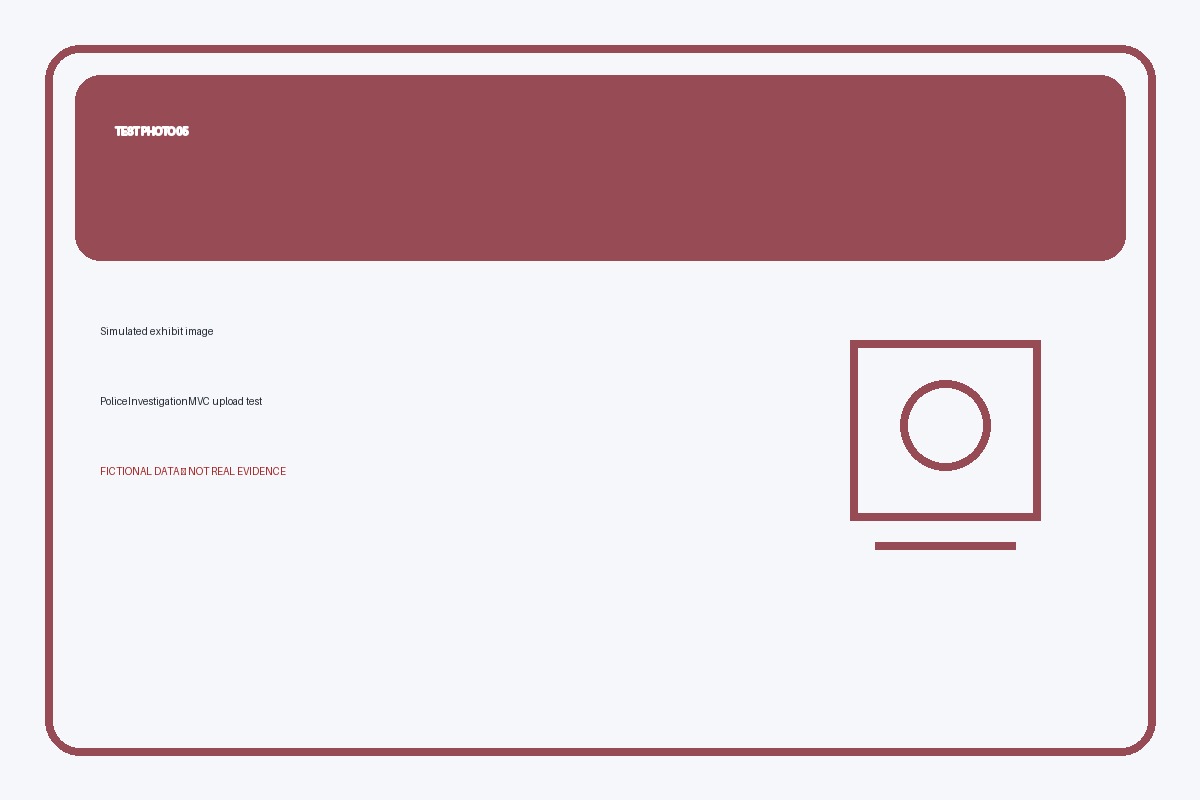 TEST PHOTO 05
Simulated exhibit image
PoliceInvestigationMVC upload test
FICTIONAL DATA▯NOT REAL EVIDENCE